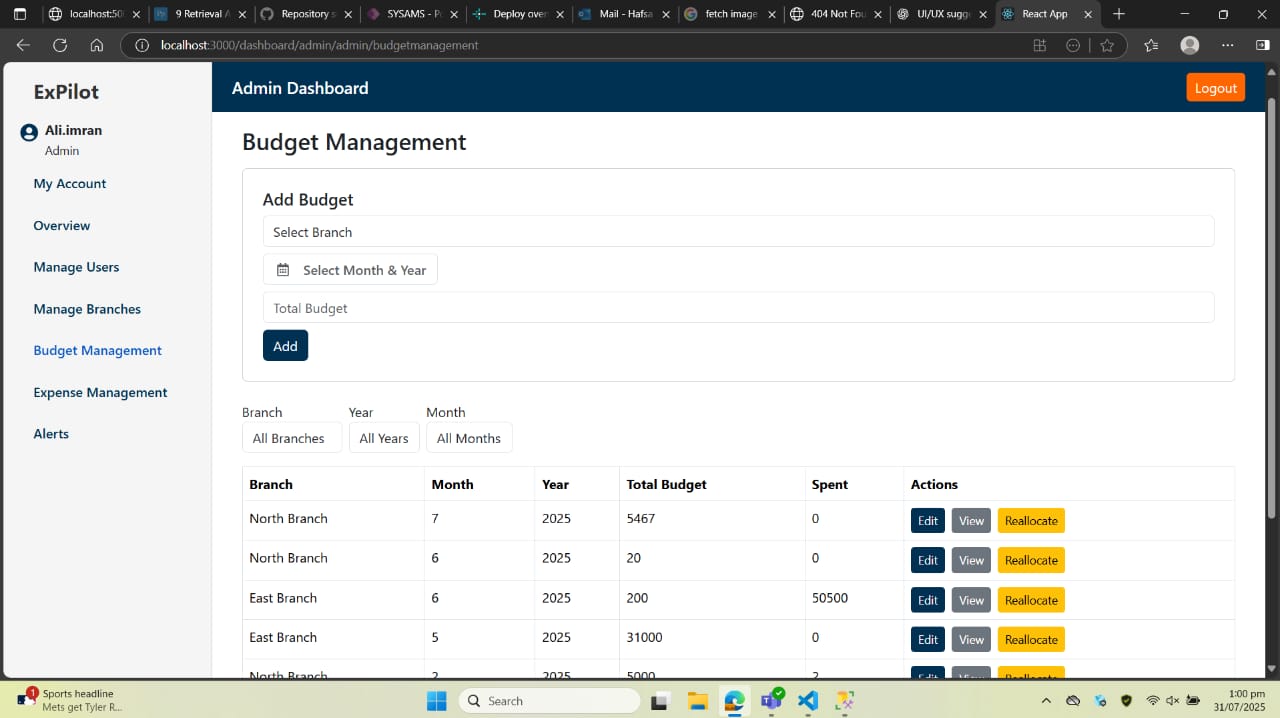 localhost:50
9 Retrieval A
Repository s
SYSAMS - Po
Deploy over
Mail - Hafsa
fetch image
404 Not Fou
UI/UX sugg
React App
localhost:3000/dashboard/admin/admin/budgetmanagement
ExPilot
Admin Dashboard
Logout
Ali.imran
Admin
My Account
Overview
Manage Users
Manage Branches
Budget Management
Expense Management
Alerts
Budget Management
Add Budget
Select Branch
Select Month & Year
Total Budget
Add
Branch Year Month
All Branches All Years All Months
Branch Month Year Total Budget Spent Actions
North Branch 7 2025 5467 0 Edit View Reallocate
North Branch 6 2025 20 0 Edit View Reallocate
East Branch 6 2025 200 50500 Edit View Reallocate
East Branch 5 2025 31000 0 Edit View Reallocate
North Branch 2 2025 5000 2 Edit View Reallocate
1
Sports headline
Mets get Tyler R...
Search
1:00 pm
31/07/2025